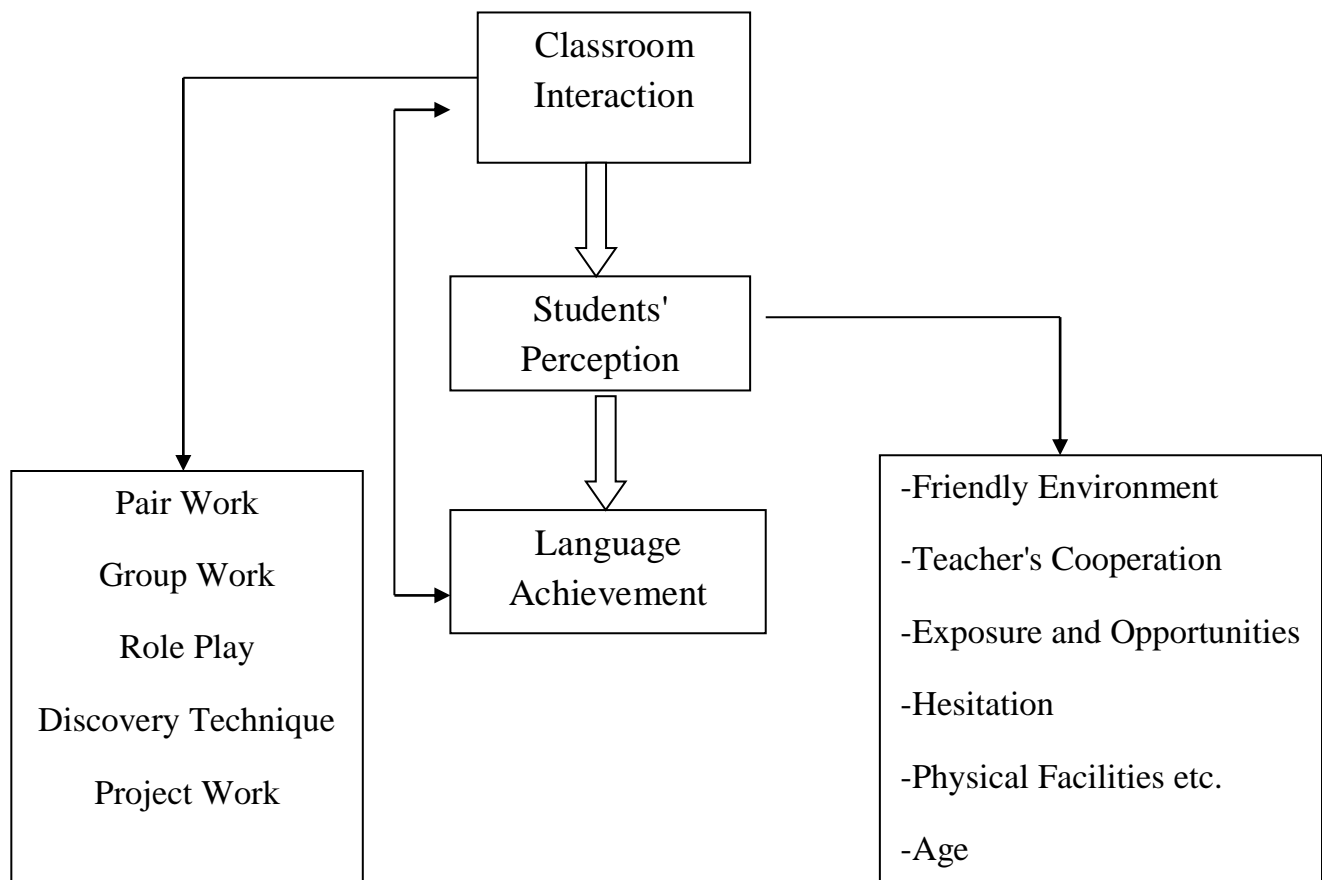 Classroom
Interaction
Students'
Perception
Language
Achievement
Pair Work
Group Work
Role Play
Discovery Technique
Project Work
-Friendly Environment
-Teacher's Cooperation
-Exposure and Opportunities
-Hesitation
-Physical Facilities etc.
-Age